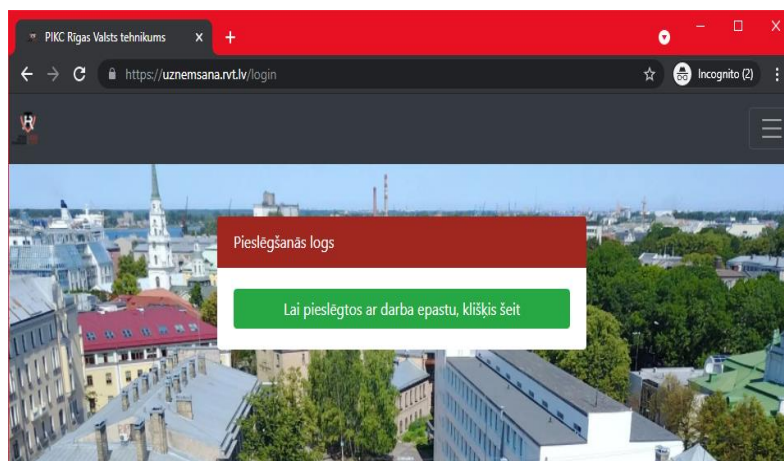 PIKC Rīgas Valsts tehnikums
https://uznemsana.rvt.lv/login
Incognito (2)
Pieslēgšanās logs
Lai pieslēgtos ar darba epastu, klišķis šeit